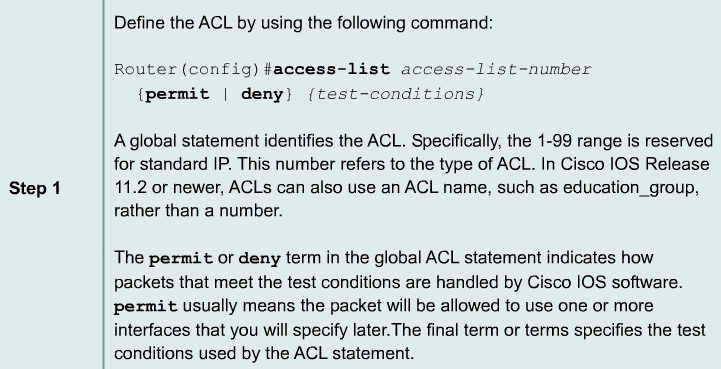 Define the ACL by using the following command:
Router(config)#access-list access-list-number
{permit | deny} {test-conditions}
A global statement identifies the ACL. Specifically, the 1-99 range is reserved
for standard IP. This number refers to the type of ACL. In Cisco IOS Release
Step 1
11.2 or newer, ACLs can also use an ACL name, such as education_group,
rather than a number.
The permit or deny term in the global ACL statement indicates how
packets that meet the test conditions are handled by Cisco IOS software.
permit usually means the packet will be allowed to use one or more
interfaces that you will specify later.The final term or terms specifies the test
conditions used by the ACL statement.